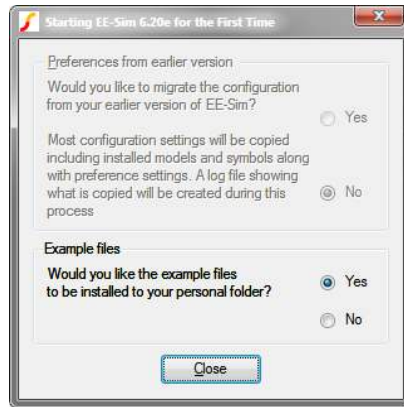 Starting EE-Sim 6.20e for the First Time
Preferences from earlier version
Would you like to migrate the configuration
from your earlier version of EE-Sim?
Yes
Most configuration settings will be copied
including installed models and symbols along
with preference settings. A log file showing
what is copied will be created during this
process
No
Example files
Would you like the example files
to be installed to your personal folder?
Yes
No
Close